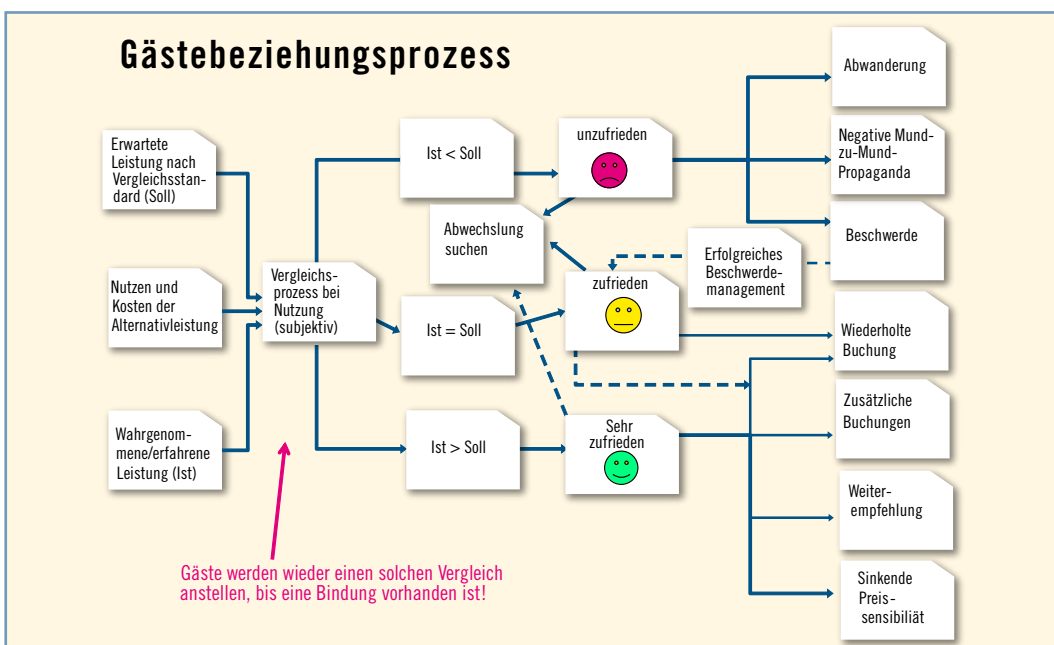 Gästebeziehungsprozess
Erwartete
Leistung nach
Vergleichsstan-
dard (Soll)
Nutzen und
Kosten der
Alternativleistung
Wahrgenom-
mene/erfahrene
Leistung (Ist)
Vergleichs-
prozess bei
Nutzung
(subjektiv)
Ist < Soll
Abwechslung
suchen
Ist = Soll
Ist > Soll
unzufrieden
zufrieden
Sehr
zufrieden
Erfolgreiches
Beschwerde-
management
Abwanderung
Negative Mund-
zu-Mund-
Propaganda
Beschwerde
Wiederholte
Buchung
Zusätzliche
Buchungen
Weiter-
empfehlung
Sinkende
Preis-
sensibiliät
Gäste werden wieder einen solchen Vergleich
anstellen, bis eine Bindung vorhanden ist!